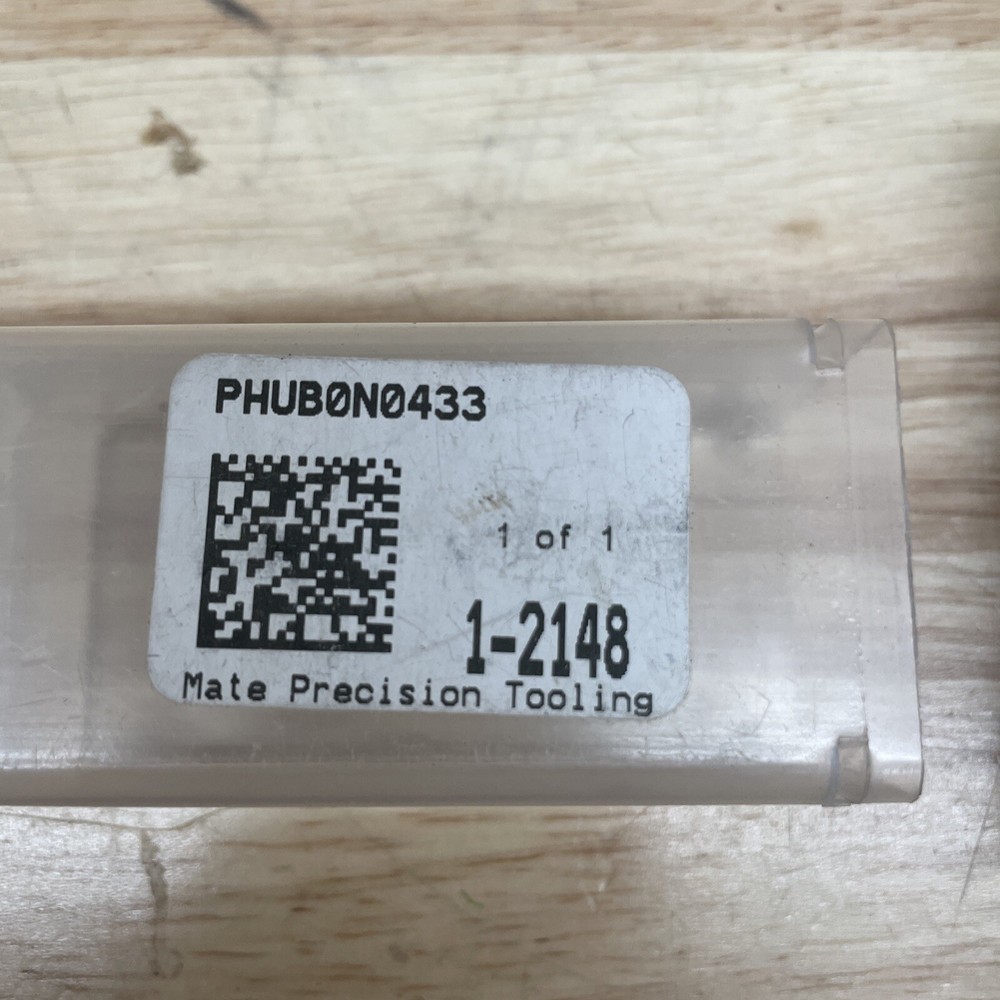 PHUB0N0433
1 of 1
1-2148
Mate Precision Tooling